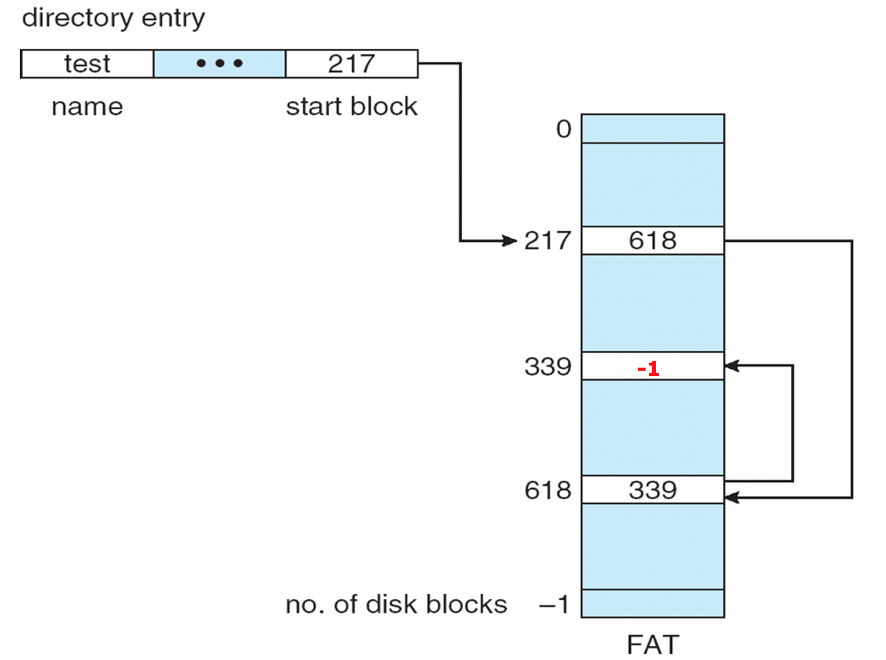 directory entry
test ••• 217
name start block
0
217 618
339 -1
618 339
no. of disk blocks –1
FAT